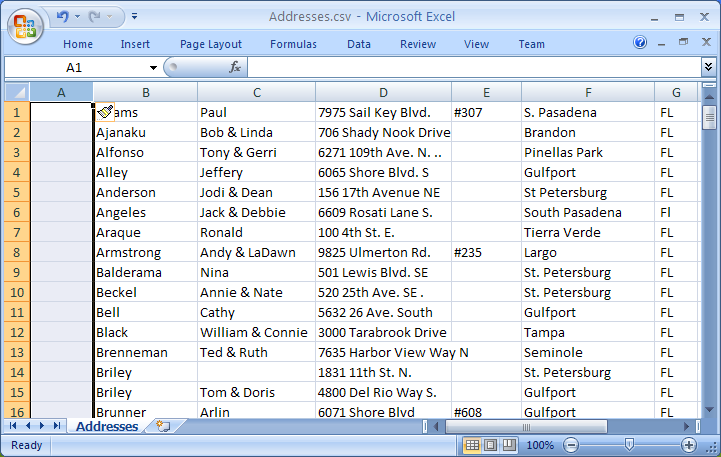 Addresses.csv - Microsoft Excel
Home Insert Page Layout Formulas Data Review View Team
A1 fx
A B C D E F G
1 ams Paul 7975 Sail Key Blvd. #307 S. Pasadena FL
2 Ajanaku Bob & Linda 706 Shady Nook Drive Brandon FL
3 Alfonso Tony & Gerri 6271 109th Ave. N. .. Pinellas Park FL
4 Alley Jeffery 6065 Shore Blvd. S Gulfport FL
5 Anderson Jodi & Dean 156 17th Avenue NE St Petersburg FL
6 Angeles Jack & Debbie 6609 Rosati Lane S. South Pasadena Fl
7 Araque Ronald 100 4th St. E. Tierra Verde FL
8 Armstrong Andy & LaDawn 9825 Ulmerton Rd. #235 Largo FL
9 Balderama Nina 501 Lewis Blvd. SE St. Petersburg FL
10 Beckel Annie & Nate 520 25th Ave. SE . St. Petersburg FL
11 Bell Cathy 5632 26 Ave. South Gulfport FL
12 Black William & Connie 3000 Tarabrook Drive Tampa FL
13 Brenneman Ted & Ruth 7635 Harbor View Way N Seminole FL
14 Briley 1831 11th St. N. St. Petersburg FL
15 Briley Tom & Doris 4800 Del Rio Way S. Gulfport FL
16 Brunner Arlin 6071 Shore Blvd #608 Gulfport FL
Addresses
Ready 100%